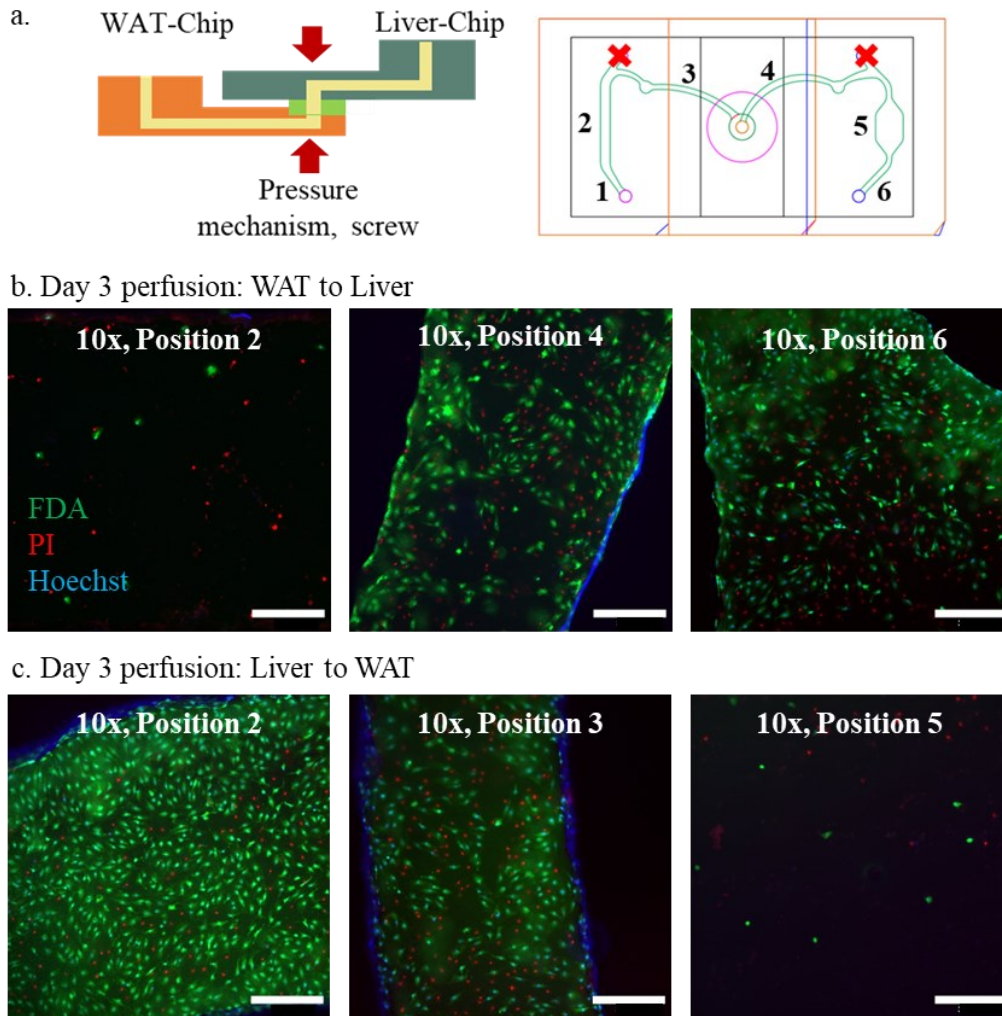 a.
WAT-Chip
Liver-Chip
Pressure
mechanism, screw
1
2
3
4
5
6
b. Day 3 perfusion: WAT to Liver
10x, Position 2
10x, Position 4
10x, Position 6
FDA
PI
Hoechst
c. Day 3 perfusion: Liver to WAT
10x, Position 2
10x, Position 3
10x, Position 5